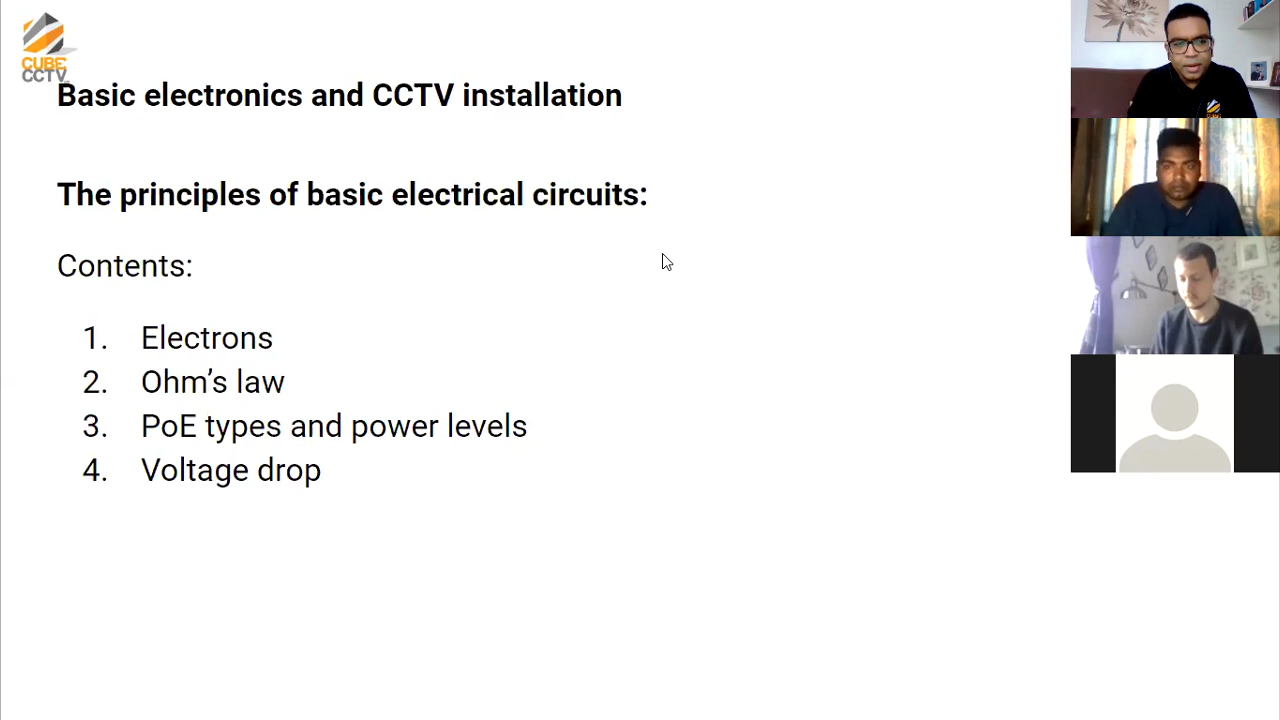 CUBE
CCTV
Basic electronics and CCTV installation
The principles of basic electrical circuits:
Contents:
1. Electrons
2. Ohm’s law
3. PoE types and power levels
4. Voltage drop